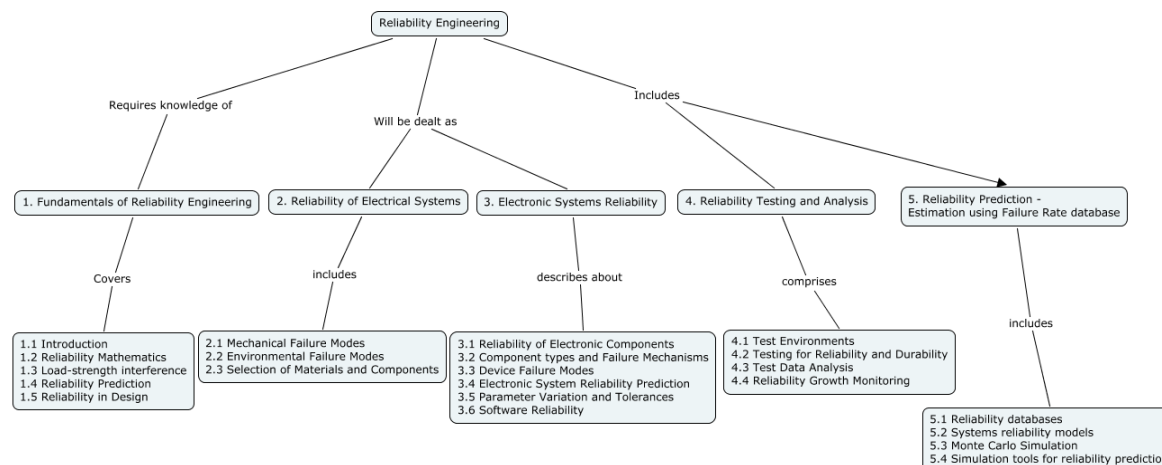 Reliability Engineering
Requires knowledge of
Will be dealt as
Includes
1. Fundamentals of Reliability Engineering
2. Reliability of Electrical Systems
3. Electronic Systems Reliability
4. Reliability Testing and Analysis
5. Reliability Prediction -
Estimation using Failure Rate database
Covers
includes
describes about
comprises
includes
1.1 Introduction
1.2 Reliability Mathematics
1.3 Load-strength interference
1.4 Reliability Prediction
1.5 Reliability in Design
2.1 Mechanical Failure Modes
2.2 Environmental Failure Modes
2.3 Selection of Materials and Components
3.1 Reliability of Electronic Components
3.2 Component types and Failure Mechanisms
3.3 Device Failure Modes
3.4 Electronic System Reliability Prediction
3.5 Parameter Variation and Tolerances
3.6 Software Reliability
4.1 Test Environments
4.2 Testing for Reliability and Durability
4.3 Test Data Analysis
4.4 Reliability Growth Monitoring
5.1 Reliability databases
5.2 Systems reliability models
5.3 Monte Carlo Simulation
5.4 Simulation tools for reliability predictio